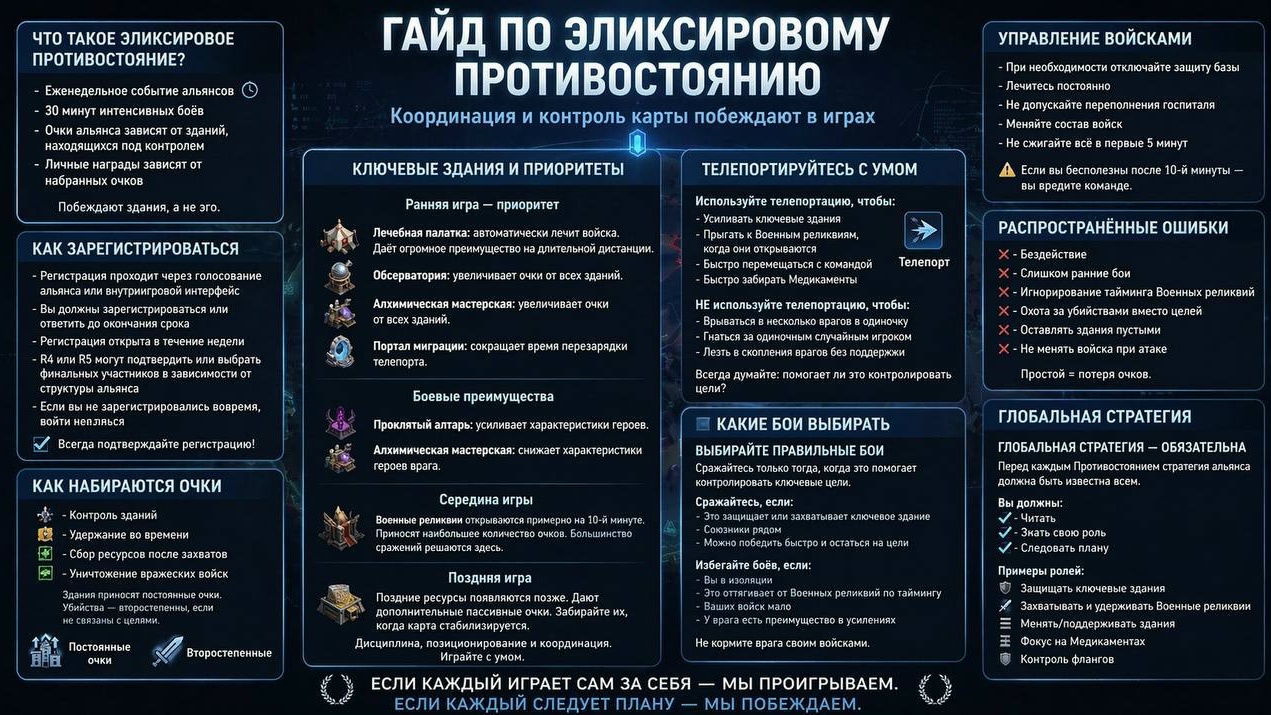 ГАЙД ПО ЭЛИКСИРОВОМУ
ПРОТИВОСТОЯНИЮ
Координация и контроль карты побеждают в играх
ЧТО ТАКОЕ ЭЛИКСИРОВОЕ
ПРОТИВОСТОЯНИЕ?
- Еженедельное событие альянсов
- 30 минут интенсивных боёв
- Очки альянса зависят от зданий,
находящихся под контролем
- Личные награды зависят от
набранных очков
Побеждают здания, а не эго.
КАК ЗАРЕГИСТРИРОВАТЬСЯ
- Регистрация проходит через голосование
альянса или внутриигровой интерфейс
- Вы должны зарегистрироваться или
ответить до окончания срока
- Регистрация открыта в течение недели
- R4 или R5 могут подтвердить или выбрать
финальных участников в зависимости от
структуры альянса
- Если вы не зарегистрировались вовремя,
войти
Всегда подтверждайте регистрацию!
КАК НАБИРАЮТСЯ ОЧКИ
- Контроль зданий
- Удержание во времени
- Сбор ресурсов после захватов
- Уничтожение вражеских войск
Здания приносят постоянные очки.
Убийства — второстепенны, если
не связаны с целями.
Постоянные
очки
Второстепенные
КЛЮЧЕВЫЕ ЗДАНИЯ И ПРИОРИТЕТЫ
Ранняя игра — приоритет
Лечебная палатка: автоматически лечит войска.
Даёт огромное преимущество на длительной дистанции.
Обсерватория: увеличивает очки от всех зданий.
Алхимическая мастерская: увеличивает очки
от всех зданий.
Портал миграции: сокращает время перезарядки
телепорта.
Боевые преимущества
Проклятый алтарь: усиливает характеристики героев.
Алхимическая мастерская: снижает характеристики
героев врага.
Середина игры
Военные реликвии открываются примерно на 10-й минуте.
Приносят наибольшее количество очков. Большинство
сражений решаются здесь.
Поздняя игра
Поздние ресурсы появляются позже. Дают
дополнительные пассивные очки. Забирайте их,
когда карта стабилизируется.
Дисциплина, позиционирование и координация.
Играйте с умом.
ТЕЛЕПОРТИРУЙТЕСЬ С УМОМ
Используйте телепортацию, чтобы:
- Усиливать ключевые здания
- Прыгать к Военным реликвиям,
когда они открываются
- Быстро перемещаться с командой
- Быстро забирать Медикаменты
Телепорт
НЕ используйте телепортацию, чтобы:
- Врываться в несколько врагов в одиночку
- Гнаться за одиночным случайным игроком
- Лезть в скопления врагов без поддержки
Всегда думайте: помогает ли это контролировать
цели?
КАКИЕ БОИ ВЫБИРАТЬ
ВЫБИРАЙТЕ ПРАВИЛЬНЫЕ БОИ
Сражайтесь только тогда, когда это помогает
контролировать ключевые цели.
Сражайтесь, если:
- Это защищает или захватывает ключевое здание
- Союзники рядом
- Можно победить быстро и остаться на цели
Избегайте боёв, если:
- Вы в изоляции
- Это оттягивает от Военных реликвий по таймингу
- Ваших войск мало
- У врага есть преимущество в усилениях
Не кормите врага своим войсками.
УПРАВЛЕНИЕ ВОЙСКАМИ
- При необходимости отключайте защиту базы
- Лечитесь постоянно
- Не допускайте переполнения госпиталя
- Меняйте состав войск
- Не сжигайте всё в первые 5 минут
Если вы бесполезны после 10-й минуты —
вы вредите команде.
РАСПРОСТРАНЁННЫЕ ОШИБКИ
- Бездействие
- Слишком ранние бои
- Игнорирование тайминга Военных реликвий
- Охота за убийствами вместо целей
- Оставлять здания пустыми
- Не менять войска при атаке
Простой = потеря очков.
ГЛОБАЛЬНАЯ СТРАТЕГИЯ
ГЛОБАЛЬНАЯ СТРАТЕГИЯ — ОБЯЗАТЕЛЬНА
Перед каждым Противостоянием стратегия альянса
должна быть известна всем.
Вы должны:
- Читать
- Знать свою роль
- Следовать плану
Примеры ролей:
Защищать ключевые здания
Захватывать и удерживать Военные реликвии
Менять/поддерживать здания
Фокус на Медикаментах
Контроль флангов
ЕСЛИ КАЖДЫЙ ИГРАЕТ САМ ЗА СЕБЯ — МЫ ПРОИГРЫВАЕМ.
ЕСЛИ КАЖДЫЙ СЛЕДУЕТ ПЛАНУ — МЫ ПОБЕЖДАЕМ.